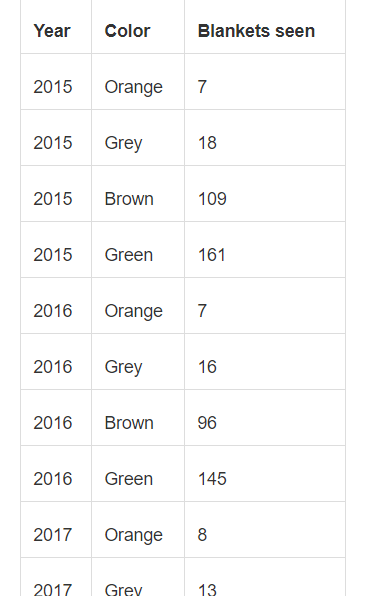 Year Color Blankets seen
2015 Orange 7
2015 Grey 18
2015 Brown 109
2015 Green 161
2016 Orange 7
2016 Grey 16
2016 Brown 96
2016 Green 145
2017 Orange 8
2017 Grey 13